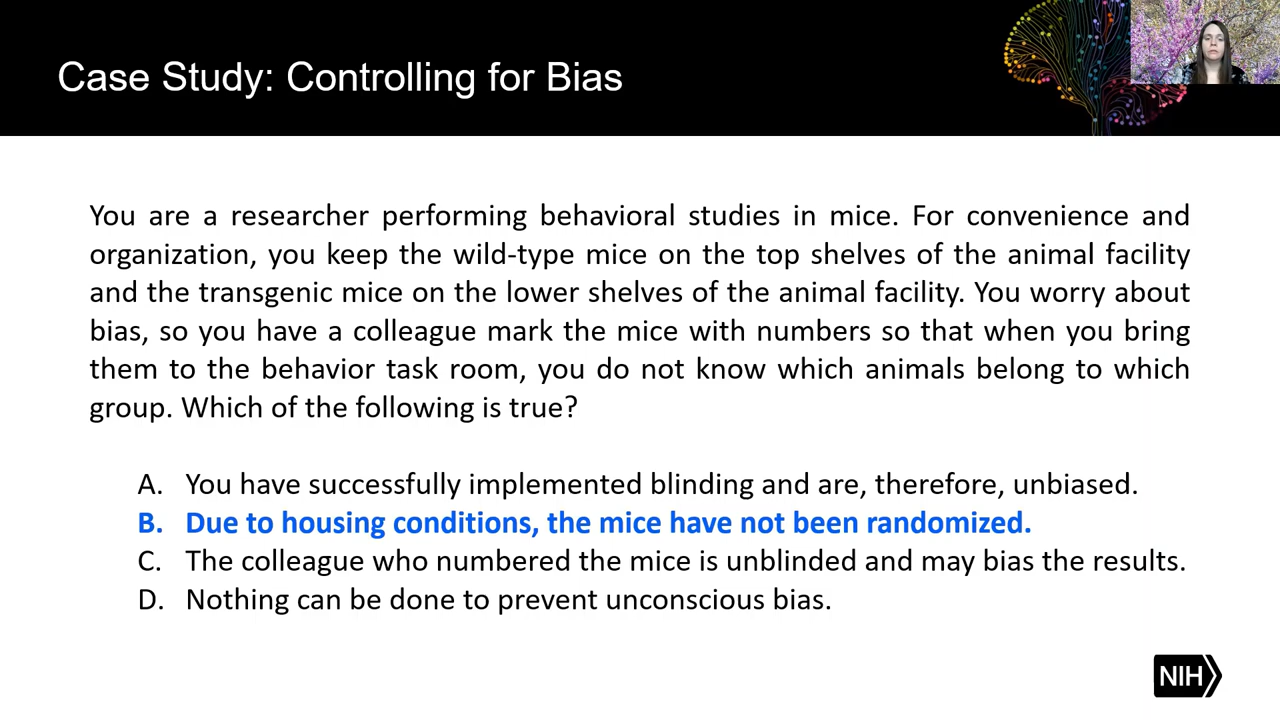 Case Study: Controlling for Bias
You are a researcher performing behavioral studies in mice. For convenience and
organization, you keep the wild-type mice on the top shelves of the animal facility
and the transgenic mice on the lower shelves of the animal facility. You worry about
bias, so you have a colleague mark the mice with numbers so that when you bring
them to the behavior task room, you do not know which animals belong to which
group. Which of the following is true?
A. You have successfully implemented blinding and are, therefore, unbiased.
B. Due to housing conditions, the mice have not been randomized.
C. The colleague who numbered the mice is unblinded and may bias the results.
D. Nothing can be done to prevent unconscious bias.
NIH